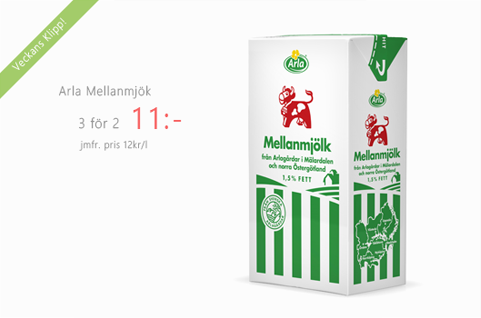 Veckans Klipp!
Arla Mellanmjök
3 för 2 11:-
jmfr. pris 12kr/l
Arla
Mellanmjölk
från Arlagårdar i Mälardalen
och norra Östergötland
1,5% FETT
Arla
Mellanmjölk
från Arlagårdar i Mälardalen
och norra Östergötland
1,5% FETT